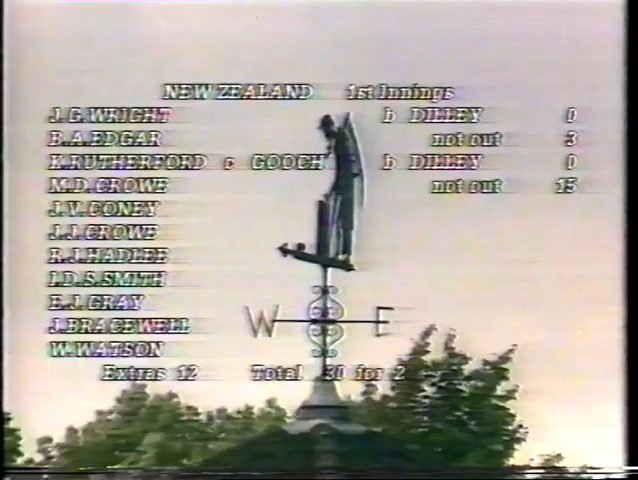 NEW ZEALAND 1st Innings
J.G.WRIGHT b DILLEY 0
B.A.EDGAR not out 3
K.RUTHERFORD c GOOCH b DILLEY 0
M.D.CROWE not out 15
J.V.CONEY
J.J.CROWE
R.J.HADLEE
I.D.S.SMITH
E.J.GRAY
J.BRACEWELL
W.WATSON
Extras 12 Total 30 for 2
W E